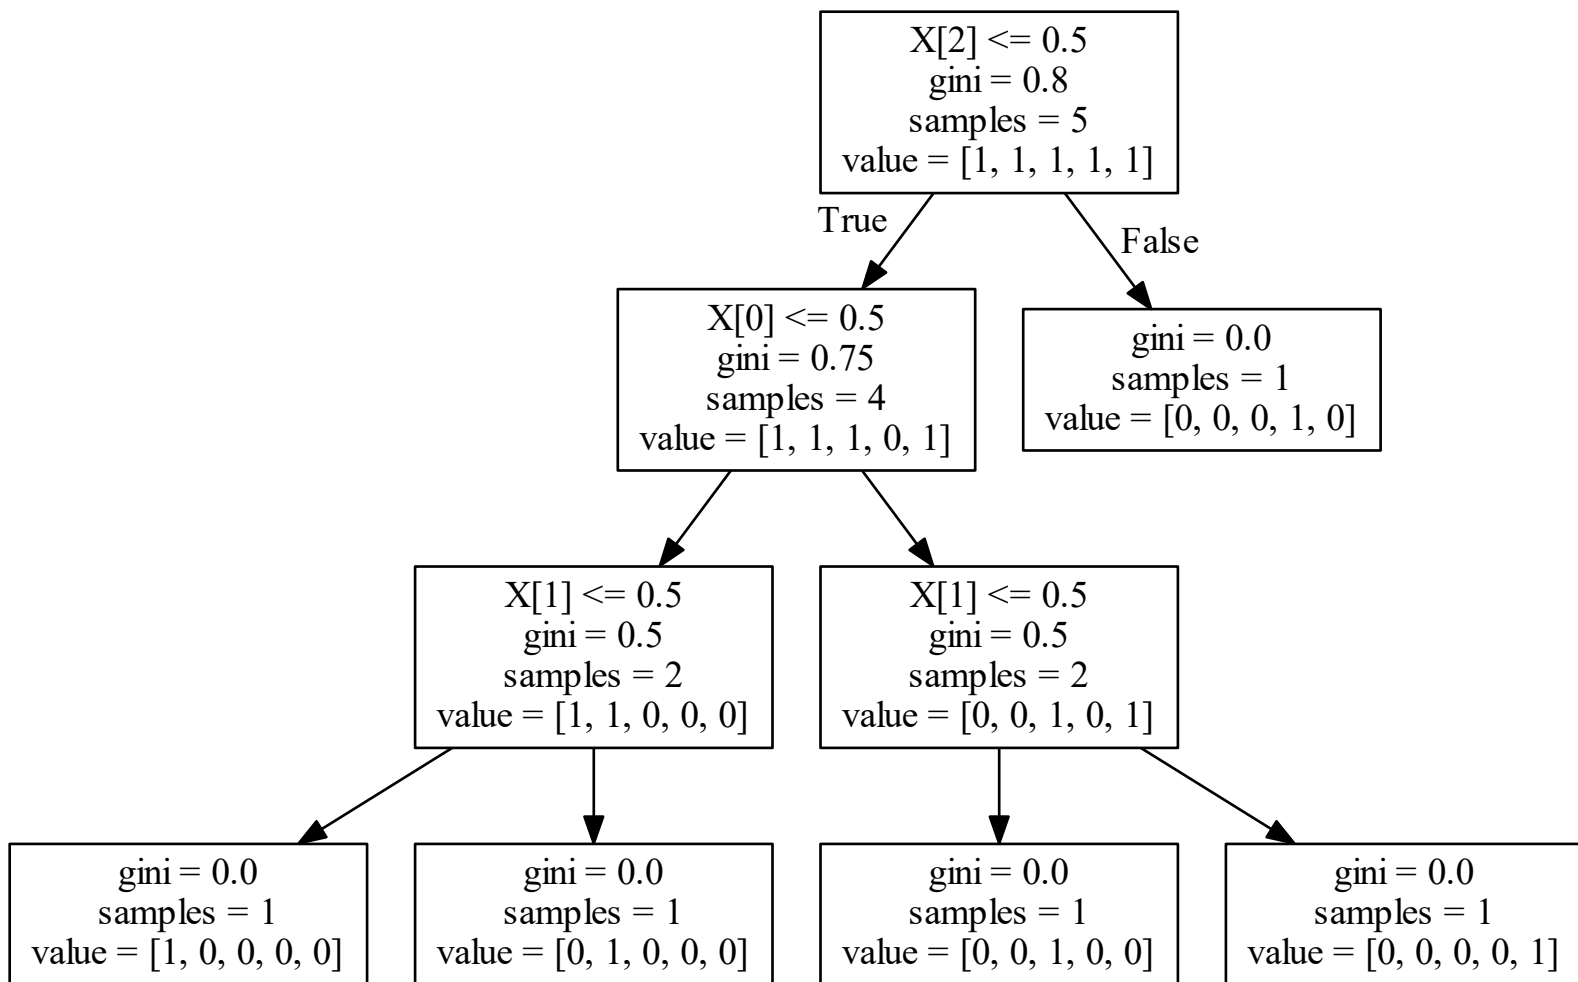 X[2] <= 0.5
gini = 0.8
samples = 5
value = [1, 1, 1, 1, 1]
True
False
X[0] <= 0.5
gini = 0.75
samples = 4
value = [1, 1, 1, 0, 1]
gini = 0.0
samples = 1
value = [0, 0, 0, 1, 0]
X[1] <= 0.5
gini = 0.5
samples = 2
value = [1, 1, 0, 0, 0]
X[1] <= 0.5
gini = 0.5
samples = 2
value = [0, 0, 1, 0, 1]
gini = 0.0
samples = 1
value = [1, 0, 0, 0, 0]
gini = 0.0
samples = 1
value = [0, 1, 0, 0, 0]
gini = 0.0
samples = 1
value = [0, 0, 1, 0, 0]
gini = 0.0
samples = 1
value = [0, 0, 0, 0, 1]